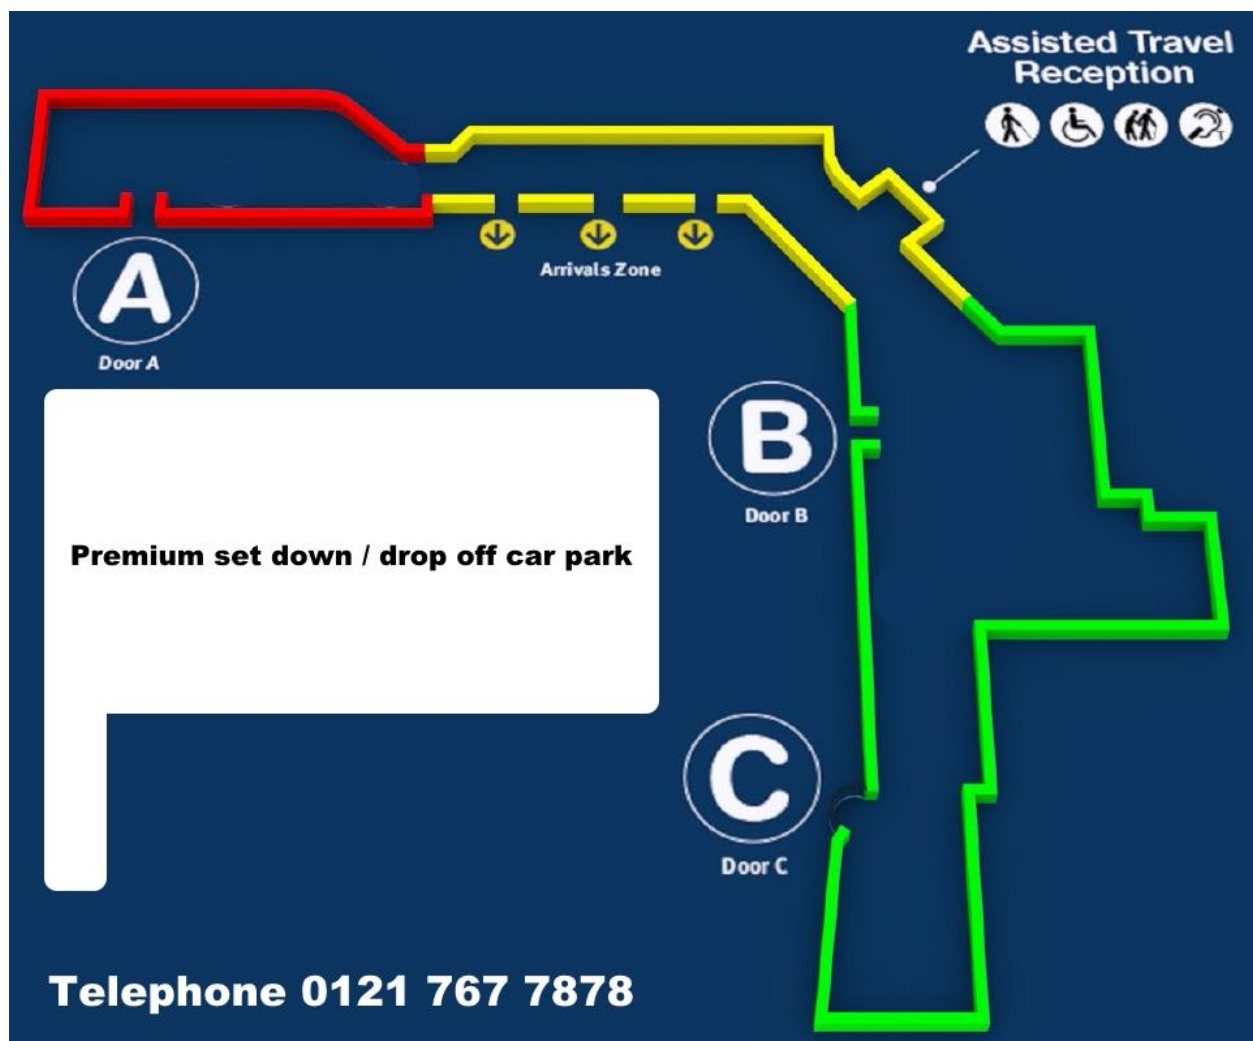 Assisted Travel
Reception
T
Arrivals Zone
A
Door A
B
Door B
Premium set down / drop off car park
C
Door C
Telephone 0121 767 7878